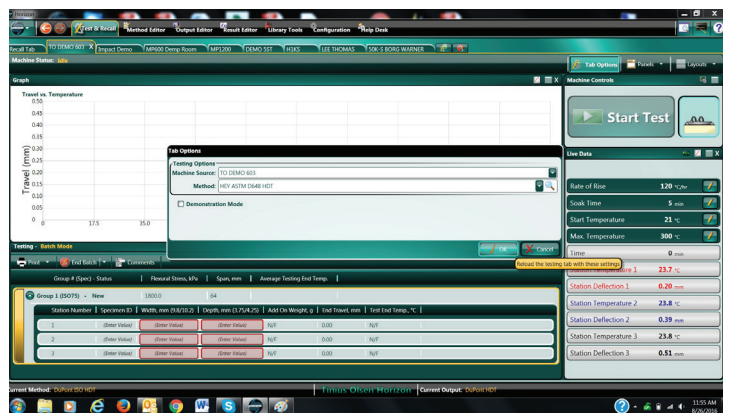 Horizon
Test & Recall Method Editor Output Editor Result Editor Library Tools Configuration Help Desk
Recall Tab TO DEMO 603 X Impact Demo MP600 Demp Room MP1200 DEMO 5ST H1KS LEE THOMAS 50K-S BORG WARNER
Machine Status: Idle
Tab Options Panels Layouts
Graph X
Machine Controls
Travel vs. Temperature
0.50
0.45
0.40
0.35
0.30
0.25
0.20
0.15
0.10
0.05
0
Travel (mm)
0 17.5 35.0
Start Test
Tab Options
Testing Options
Machine Source: TO DEMO 603
Method: HEY ASTM D648 HDT
Demonstration Mode
OK Cancel
Reload the testing tab with these settings
Live Data X
Rate of Rise 120 °C/hr
Soak Time 5 min
Start Temperature 21 °C
Max. Temperature 300 °C
Time 0 min
Station Temperature 1 23.7 °C
Station Deflection 1 0.20 mm
Station Temperature 2 23.8 °C
Station Deflection 2 0.39 mm
Station Temperature 3 23.8 °C
Station Deflection 3 0.51 mm
Testing - Batch Mode
Print End Batch Comments
Group # (Spec) - Status Flexural Stress, kPa Span, mm Average Testing End Temp.
Group 1 (ISO75) - New 1800.0 64
Station Number Specimen ID Width, mm (9.8/10.2) Depth, mm (3.75/4.25) Add On Weight, g End Travel, mm Test End Temp., °C
1 (Enter Value) (Enter Value) (Enter Value) N/F 0.00 N/F
2 (Enter Value) (Enter Value) (Enter Value) N/F 0.00 N/F
3 (Enter Value) (Enter Value) (Enter Value) N/F 0.00 N/F
Current Method: DuPont ISO HDT Tinius Olsen Horizon Current Output: DuPont HDT
11:55 AM
8/26/2016